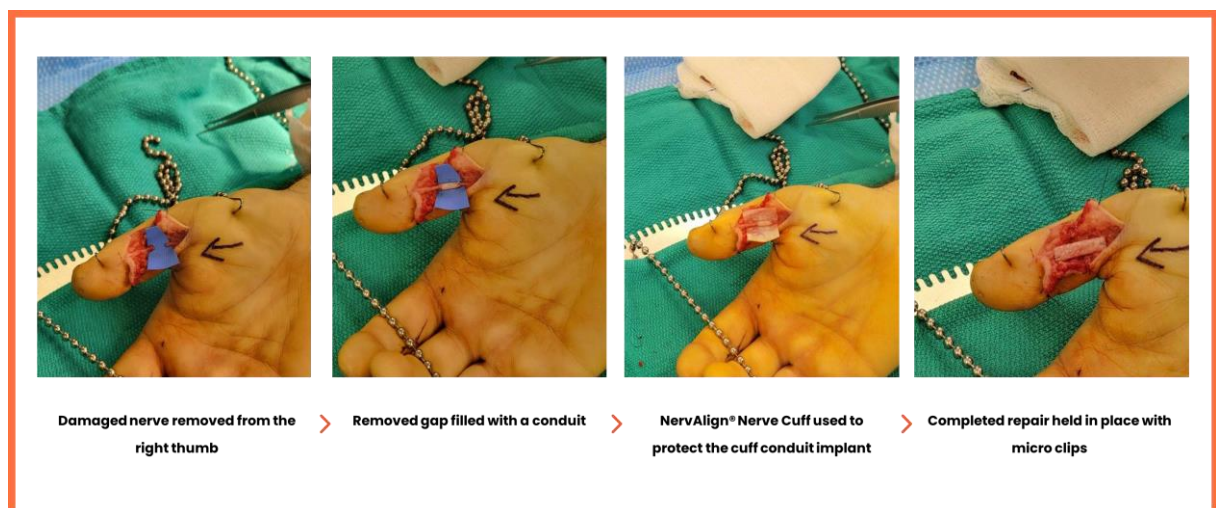 Damaged nerve removed from the
right thumb
Removed gap filled with a conduit
NervAlign® Nerve Cuff used to
protect the cuff conduit implant
Completed repair held in place with
micro clips